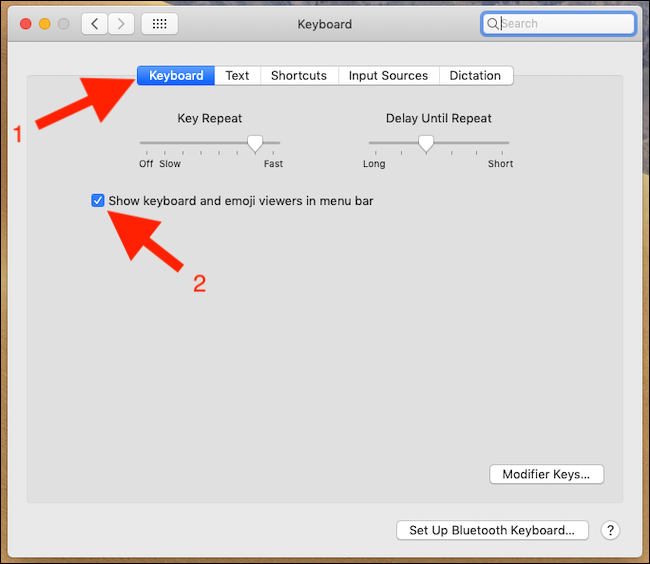 Keyboard
Search
Keyboard Text Shortcuts Input Sources Dictation
1
Key Repeat Delay Until Repeat
Off Slow Fast Long Short
Show keyboard and emoji viewers in menu bar
2
Modifier Keys...
Set Up Bluetooth Keyboard... ?